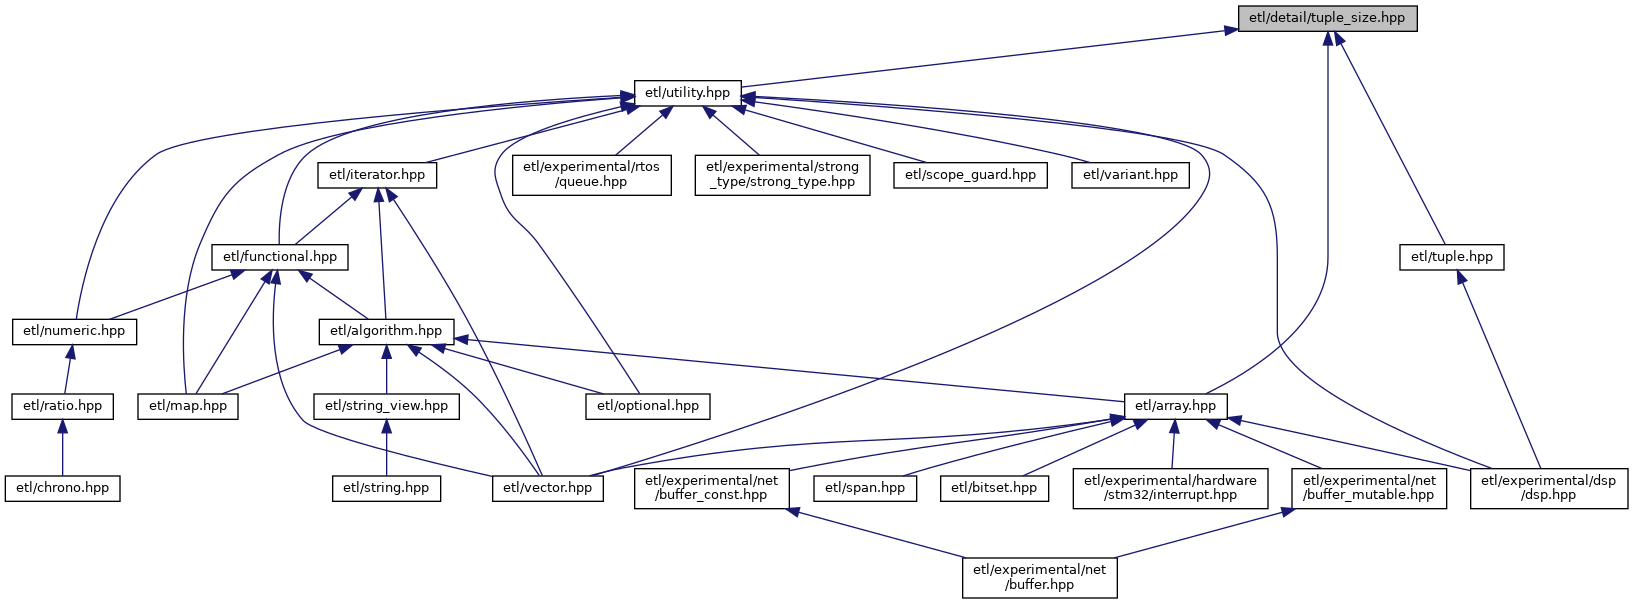 etl/detail/tuple_size.hpp
etl/utility.hpp
etl/iterator.hpp
etl/experimental/rtos
/queue.hpp
etl/experimental/strong
_type/strong_type.hpp
etl/scope_guard.hpp
etl/variant.hpp
etl/functional.hpp
etl/tuple.hpp
etl/numeric.hpp
etl/algorithm.hpp
etl/ratio.hpp
etl/map.hpp
etl/string_view.hpp
etl/optional.hpp
etl/array.hpp
etl/chrono.hpp
etl/string.hpp
etl/vector.hpp
etl/experimental/net
/buffer_const.hpp
etl/span.hpp
etl/bitset.hpp
etl/experimental/hardware
/stm32/interrupt.hpp
etl/experimental/net
/buffer_mutable.hpp
etl/experimental/dsp
/dsp.hpp
etl/experimental/net
/buffer.hpp